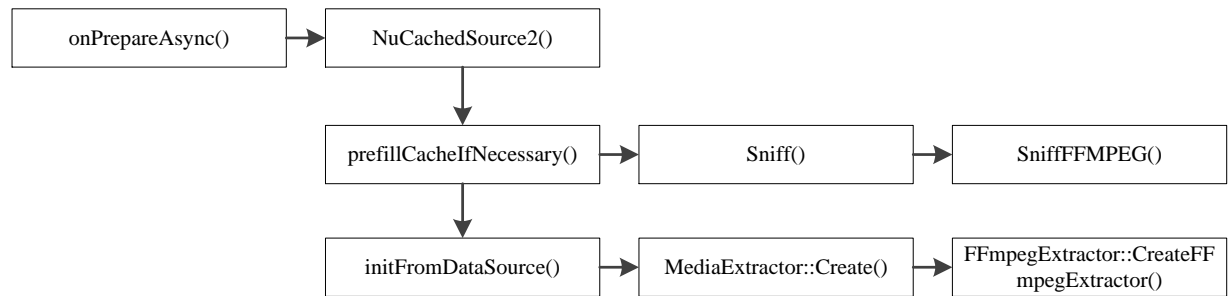 onPrepareAsync()
NuCachedSource2()
prefillCacheIfNecessary()
Sniff()
SniffFFMPEG()
initFromDataSource()
MediaExtractor::Create()
FFmpegExtractor::CreateFF
mpegExtractor()